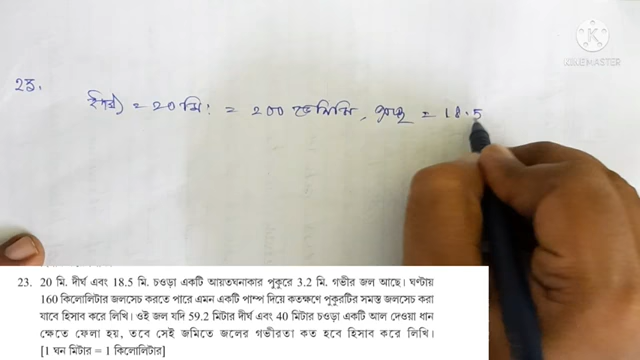 KINEMASTER
২৩.
দৈর্ঘ্য = 20 মি. = 200 ডেসিমি, প্রস্থ = 18.5
23. 20 মি. দীর্ঘ এবং 18.5 মি. চওড়া একটি আয়তঘনাকার পুকুরে 3.2 মি. গভীর জল আছে। ঘণ্টায়
160 কিলোলিটার জলসেচ করতে পারে এমন একটি পাম্প দিয়ে কতক্ষণে পুকুরটির সমস্ত জলসেচ করা
যাবে হিসাব করে লিখি। ওই জল যদি 59.2 মিটার দীর্ঘ এবং 40 মিটার চওড়া একটি আল দেওয়া ধান
ক্ষেতে ফেলা হয়, তবে সেই জমিতে জলের গভীরতা কত হবে হিসাব করে লিখি।
[1 ঘন মিটার = 1 কিলোলিটার]